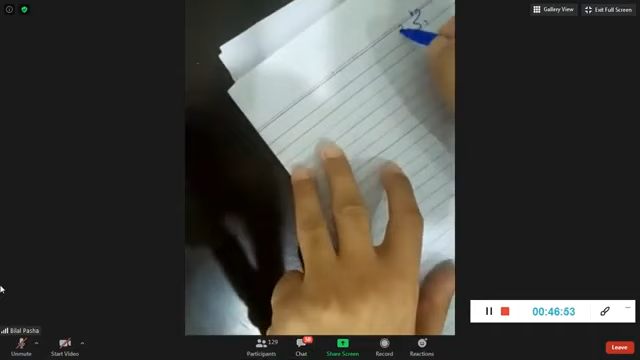 Gallery View
Exit Full Screen
3.
00:46:53
Bilal Pasha
Unmute
Start Video
129
Participants
Chat
Share Screen
Record
Reactions
Leave